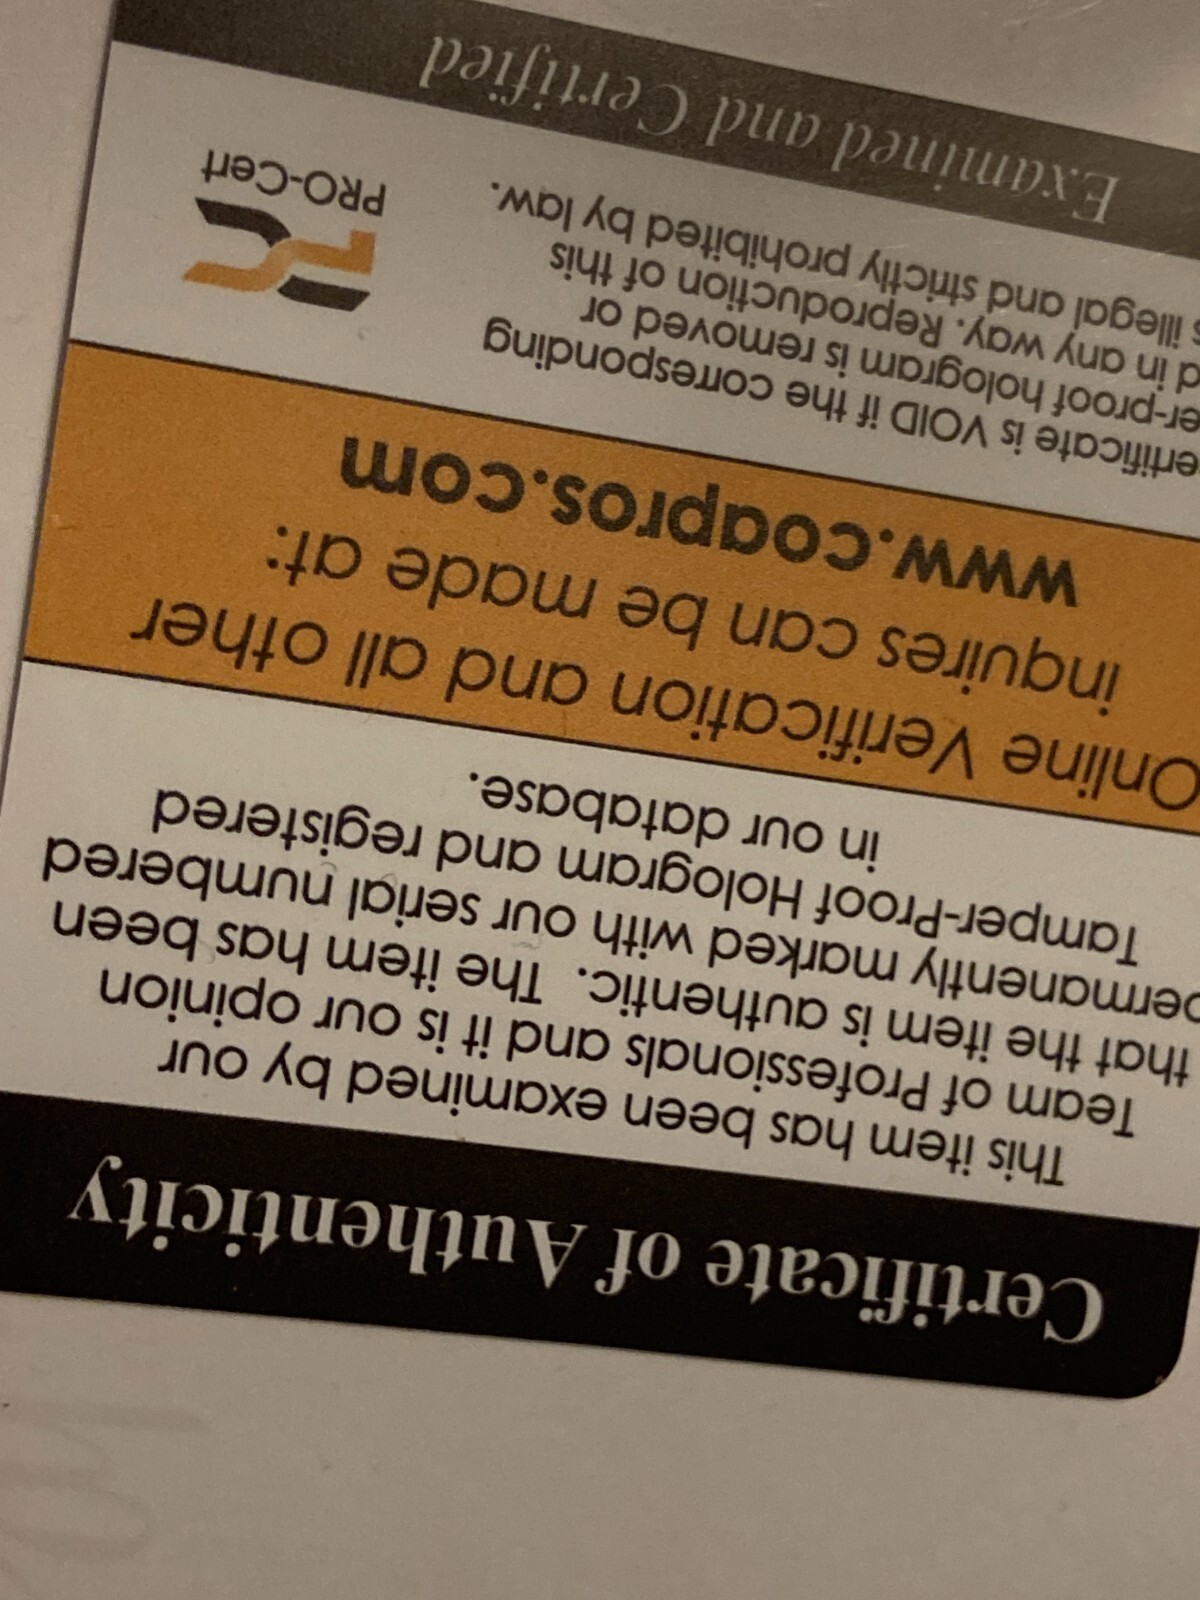 Certificate of Authenticity
This item has been examined by our
Team of Professionals and it is our opinion
that the item is authentic. The item has been
permanently marked with our serial numbered
Tamper-Proof Hologram and registered
in our database.
Online Verification and all other
inquires can be made at:
www.coapros.com
ertificate is VOID if the corresponding
er-proof hologram is removed or
d in any way. Reproduction of this
s illegal and strictly prohibited by law.
PRO-Cert
Examined and Certified